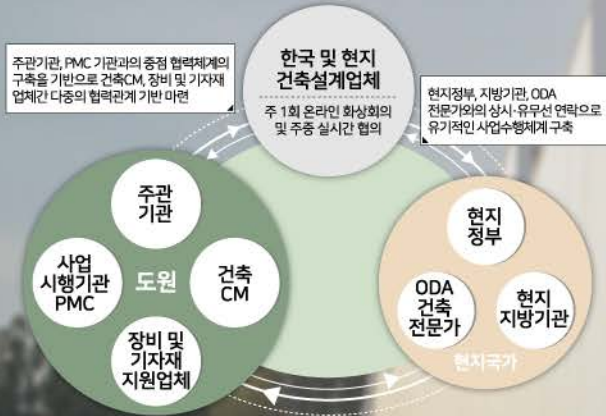 주관기관, PMC 기관과의 중점 협력체계의
구축을 기반으로 건축CM, 장비 및 기자재
업체간 다중의 협력관계 기반 마련
한국 및 현지
건축설계업체
주 1회 온라인 화상회의
및 주중 실시간 협의
현지정부, 지방기관, ODA
전문가와의 상시·유무선 연락으로
유기적인 사업수행체계 구축
주관
기관
사업
시행기관
PMC
도원
건축
CM
장비 및
기자재
지원업체
현지
정부
ODA
건축
전문가
현지
지방기관
현지국가